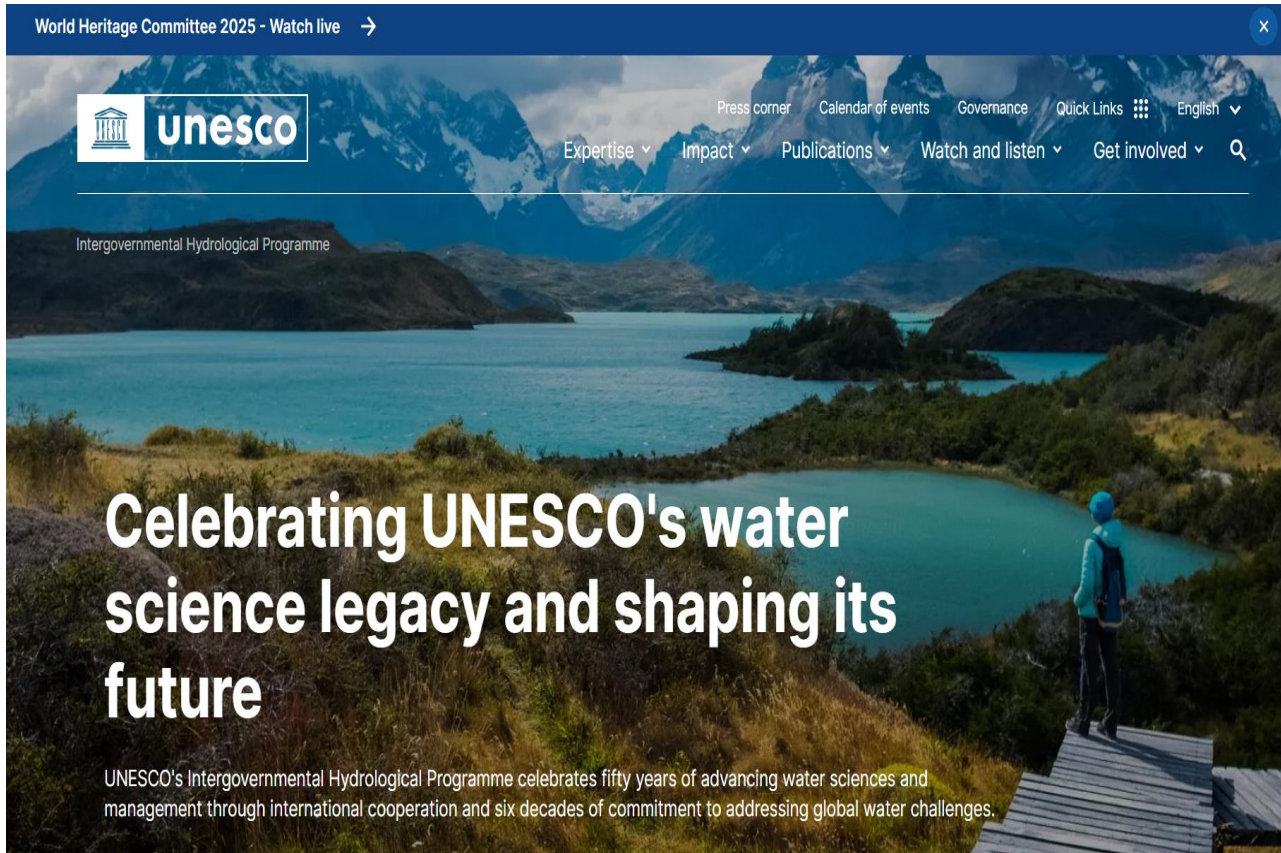 World Heritage Committee 2025 - Watch live →
X
unesco
Press corner Calendar of events Governance Quick Links English
Expertise Impact Publications Watch and listen Get involved
Intergovernmental Hydrological Programme
Celebrating UNESCO's water
science legacy and shaping its
future
UNESCO's Intergovernmental Hydrological Programme celebrates fifty years of advancing water sciences and
management through international cooperation and six decades of commitment to addressing global water challenges.